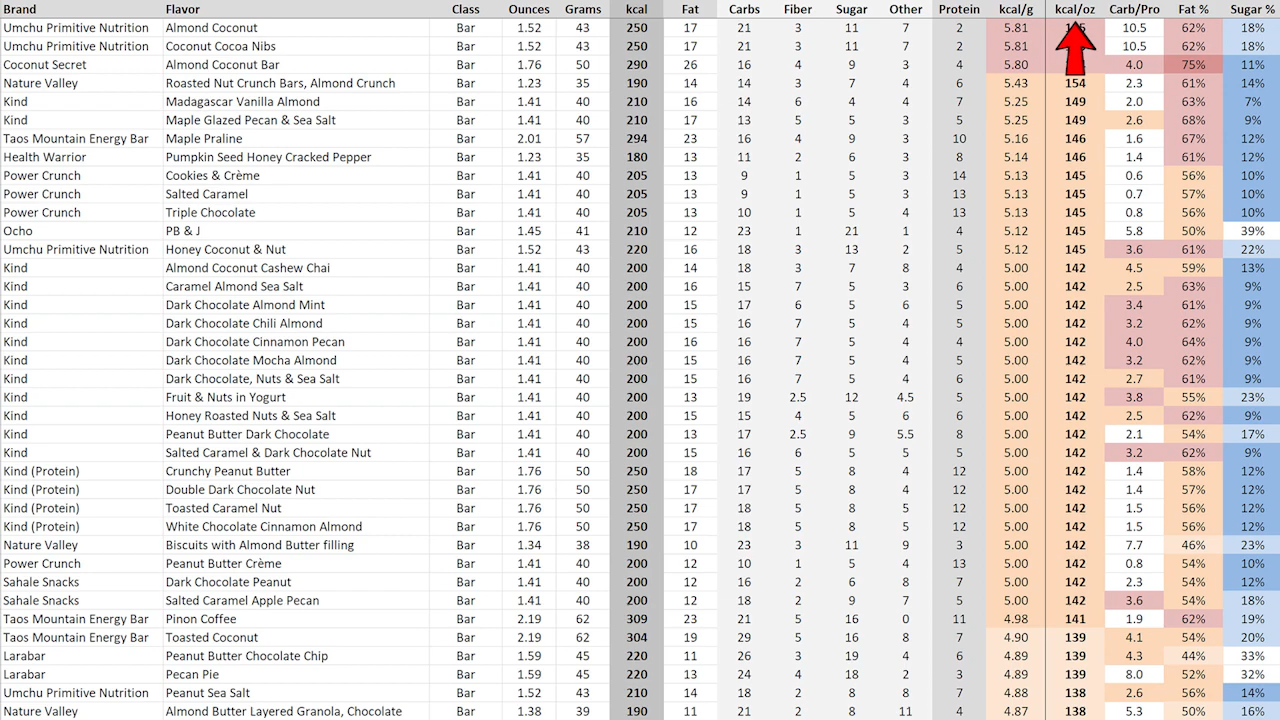 Brand Flavor Class Ounces Grams kcal Fat Carbs Fiber Sugar Other Protein kcal/g kcal/oz Carb/Pro Fat % Sugar %
Umchu Primitive Nutrition Almond Coconut Bar 1.52 43 250 17 21 3 11 7 2 5.81 10.5 62% 18%
Umchu Primitive Nutrition Coconut Cocoa Nibs Bar 1.52 43 250 17 21 3 11 7 2 5.81 10.5 62% 18%
Coconut Secret Almond Coconut Bar Bar 1.76 50 290 26 16 4 9 3 4 5.80 4.0 75% 11%
Nature Valley Roasted Nut Crunch Bars, Almond Crunch Bar 1.23 35 190 14 14 3 7 4 6 5.43 154 2.3 61% 14%
Kind Madagascar Vanilla Almond Bar 1.41 40 210 16 14 6 4 4 7 5.25 149 2.0 63% 7%
Kind Maple Glazed Pecan & Sea Salt Bar 1.41 40 210 17 13 5 5 3 5 5.25 149 2.6 68% 9%
Taos Mountain Energy Bar Maple Praline Bar 2.01 57 294 23 16 4 9 3 10 5.16 146 1.6 67% 12%
Health Warrior Pumpkin Seed Honey Cracked Pepper Bar 1.23 35 180 13 11 2 6 3 8 5.14 146 1.4 61% 12%
Power Crunch Cookies & Crème Bar 1.41 40 205 13 9 1 5 3 14 5.13 145 0.6 56% 10%
Power Crunch Salted Caramel Bar 1.41 40 205 13 9 1 5 3 13 5.13 145 0.7 57% 10%
Power Crunch Triple Chocolate Bar 1.41 40 205 13 10 1 5 4 13 5.13 145 0.8 56% 10%
Ocho PB & J Bar 1.45 41 210 12 23 1 21 1 4 5.12 145 5.8 50% 39%
Umchu Primitive Nutrition Honey Coconut & Nut Bar 1.52 43 220 16 18 3 13 2 5 5.12 145 3.6 61% 22%
Kind Almond Coconut Cashew Chai Bar 1.41 40 200 14 18 3 7 8 4 5.00 142 4.5 59% 13%
Kind Caramel Almond Sea Salt Bar 1.41 40 200 16 15 7 5 3 6 5.00 142 2.5 63% 9%
Kind Dark Chocolate Almond Mint Bar 1.41 40 200 15 17 6 5 6 5 5.00 142 3.4 61% 9%
Kind Dark Chocolate Chili Almond Bar 1.41 40 200 15 16 7 5 4 5 5.00 142 3.2 62% 9%
Kind Dark Chocolate Cinnamon Pecan Bar 1.41 40 200 16 16 7 5 4 4 5.00 142 4.0 64% 9%
Kind Dark Chocolate Mocha Almond Bar 1.41 40 200 15 16 7 5 4 5 5.00 142 3.2 62% 9%
Kind Dark Chocolate, Nuts & Sea Salt Bar 1.41 40 200 15 16 7 5 4 6 5.00 142 2.7 61% 9%
Kind Fruit & Nuts in Yogurt Bar 1.41 40 200 13 19 2.5 12 4.5 5 5.00 142 3.8 55% 23%
Kind Honey Roasted Nuts & Sea Salt Bar 1.41 40 200 15 15 4 5 6 6 5.00 142 2.5 62% 9%
Kind Peanut Butter Dark Chocolate Bar 1.41 40 200 13 17 2.5 9 5.5 8 5.00 142 2.1 54% 17%
Kind Salted Caramel & Dark Chocolate Nut Bar 1.41 40 200 15 16 6 5 5 5 5.00 142 3.2 62% 9%
Kind (Protein) Crunchy Peanut Butter Bar 1.76 50 250 18 17 5 8 4 12 5.00 142 1.4 58% 12%
Kind (Protein) Double Dark Chocolate Nut Bar 1.76 50 250 17 17 5 8 4 12 5.00 142 1.4 57% 12%
Kind (Protein) Toasted Caramel Nut Bar 1.76 50 250 17 18 5 8 5 12 5.00 142 1.5 56% 12%
Kind (Protein) White Chocolate Cinnamon Almond Bar 1.76 50 250 17 18 5 8 5 12 5.00 142 1.5 56% 12%
Nature Valley Biscuits with Almond Butter filling Bar 1.34 38 190 10 23 3 11 9 3 5.00 142 7.7 46% 23%
Power Crunch Peanut Butter Crème Bar 1.41 40 200 12 10 1 5 4 13 5.00 142 0.8 54% 10%
Sahale Snacks Dark Chocolate Peanut Bar 1.41 40 200 12 16 2 6 8 7 5.00 142 2.3 54% 12%
Sahale Snacks Salted Caramel Apple Pecan Bar 1.41 40 200 12 18 2 9 7 5 5.00 142 3.6 54% 18%
Taos Mountain Energy Bar Pinon Coffee Bar 2.19 62 309 23 21 5 16 0 11 4.98 141 1.9 62% 19%
Taos Mountain Energy Bar Toasted Coconut Bar 2.19 62 304 19 29 5 16 8 7 4.90 139 4.1 54% 20%
Larabar Peanut Butter Chocolate Chip Bar 1.59 45 220 11 26 3 19 4 6 4.89 139 4.3 44% 33%
Larabar Pecan Pie Bar 1.59 45 220 13 24 4 18 2 3 4.89 139 8.0 52% 32%
Umchu Primitive Nutrition Peanut Sea Salt Bar 1.52 43 210 14 18 2 8 8 7 4.88 138 2.6 56% 14%
Nature Valley Almond Butter Layered Granola, Chocolate Bar 1.38 39 190 11 21 2 8 11 4 4.87 138 5.3 50% 16%